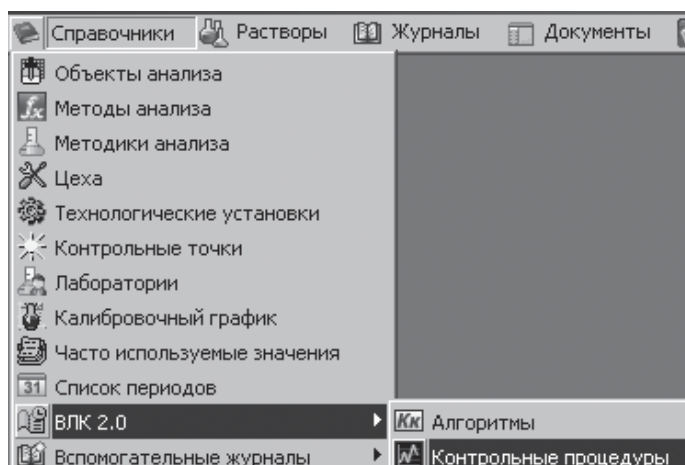 Справочники Растворы Журналы Документы
Объекты анализа
fx Методы анализа
Методики анализа
Цеха
Технологические установки
Контрольные точки
Лаборатории
Калибровочный график
Часто используемые значения
31 Список периодов
ВЛК 2.0
Кк Алгоритмы
Вспомогательные журналы
Контрольные процедуры